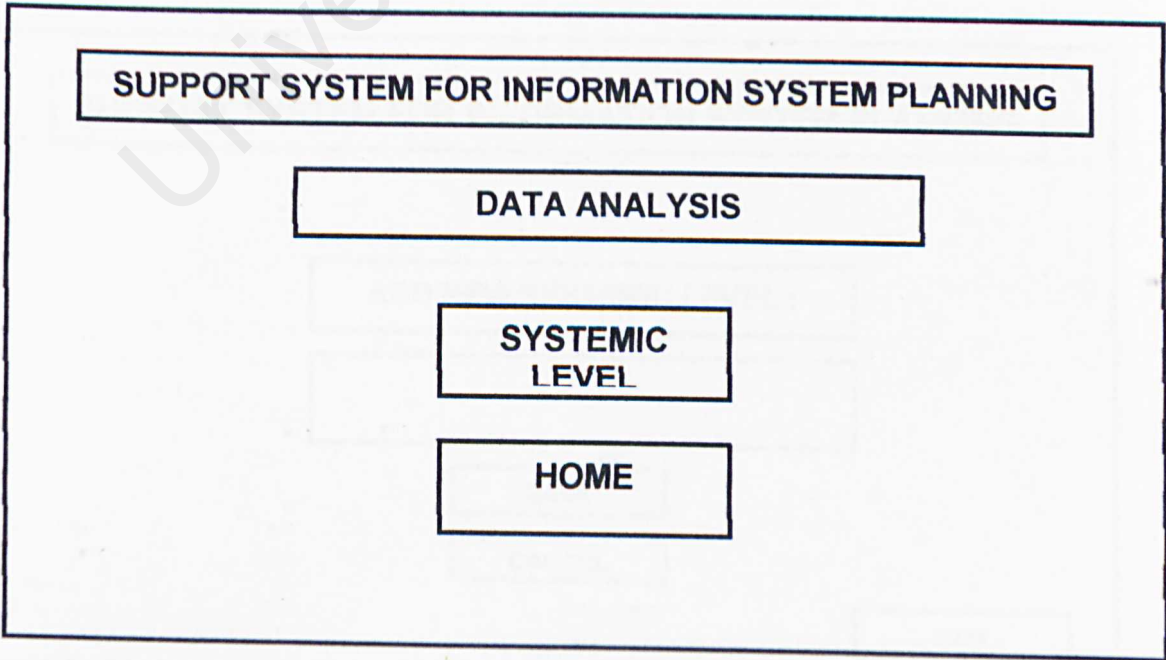 SUPPORT SYSTEM FOR INFORMATION SYSTEM PLANNING
DATA ANALYSIS
SYSTEMIC
LEVEL
HOME